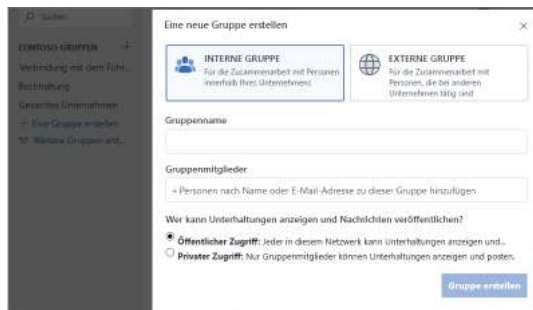 Suchen
Eine neue Gruppe erstellen
CONTOSO-GRUPPEN
Verbindung mit dem Führ...
Buchhaltung
Gesamtes Unternehmen
Eine Gruppe erstellen
Weitere Gruppen ent...
INTERNE GRUPPE
Für die Zusammenarbeit mit Personen
innerhalb Ihres Unternehmens
EXTERNE GRUPPE
Für die Zusammenarbeit mit
Personen, die bei anderen
Unternehmen tätig sind
Gruppenname
Gruppenmitglieder
+ Personen nach Name oder E-Mail-Adresse zu dieser Gruppe hinzufügen
Wer kann Unterhaltungen anzeigen und Nachrichten veröffentlichen?
Öffentlicher Zugriff: Jeder in diesem Netzwerk kann Unterhaltungen anzeigen und...
Privater Zugriff: Nur Gruppenmitglieder können Unterhaltungen anzeigen und posten.
Gruppe erstellen